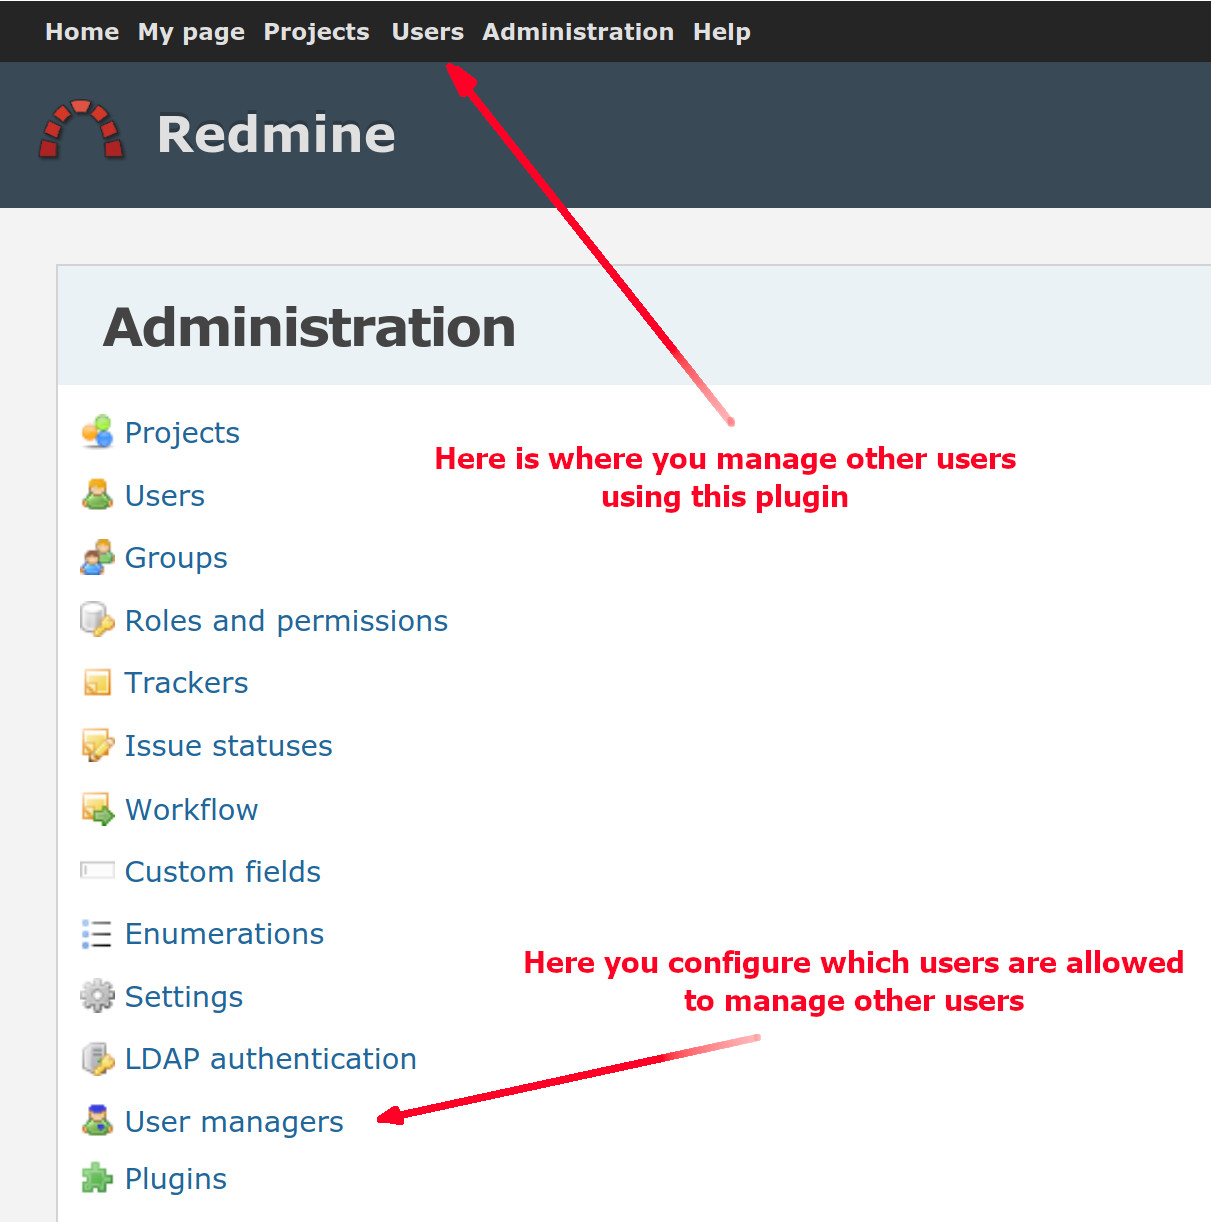 Home My page Projects Users Administration Help
Redmine
Administration
Projects
Here is where you manage other users
using this plugin
Users
Groups
Roles and permissions
Trackers
Issue statuses
Workflow
Custom fields
Enumerations
Here you configure which users are allowed
to manage other users
Settings
LDAP authentication
User managers
Plugins